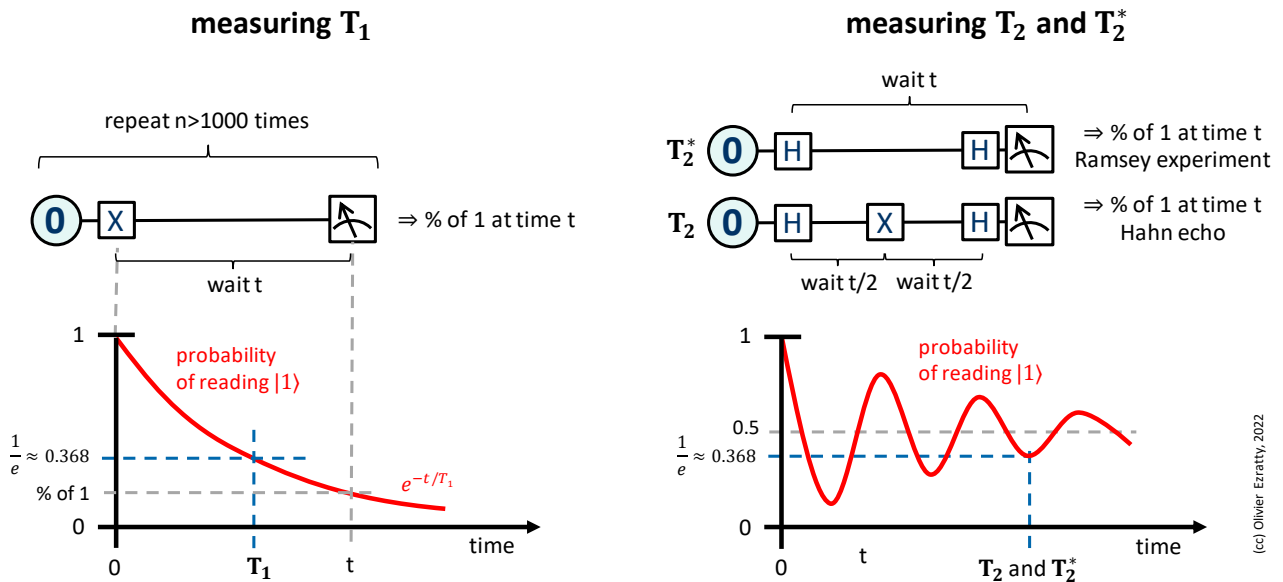 measuring T₁
repeat n>1000 times
0 X
⇒ % of 1 at time t
wait t
1
probability
of reading |1⟩
1/e ≈ 0.368
% of 1
e^{-t/T₁}
0
0
T₁
t
time
measuring T₂ and T₂*
wait t
T₂* 0 H H
⇒ % of 1 at time t
Ramsey experiment
T₂ 0 H X H
⇒ % of 1 at time t
Hahn echo
wait t/2 wait t/2
1
probability
of reading |1⟩
0.5
1/e ≈ 0.368
0
0
t
T₂ and T₂*
time
(cc) Olivier Ezratty, 2022